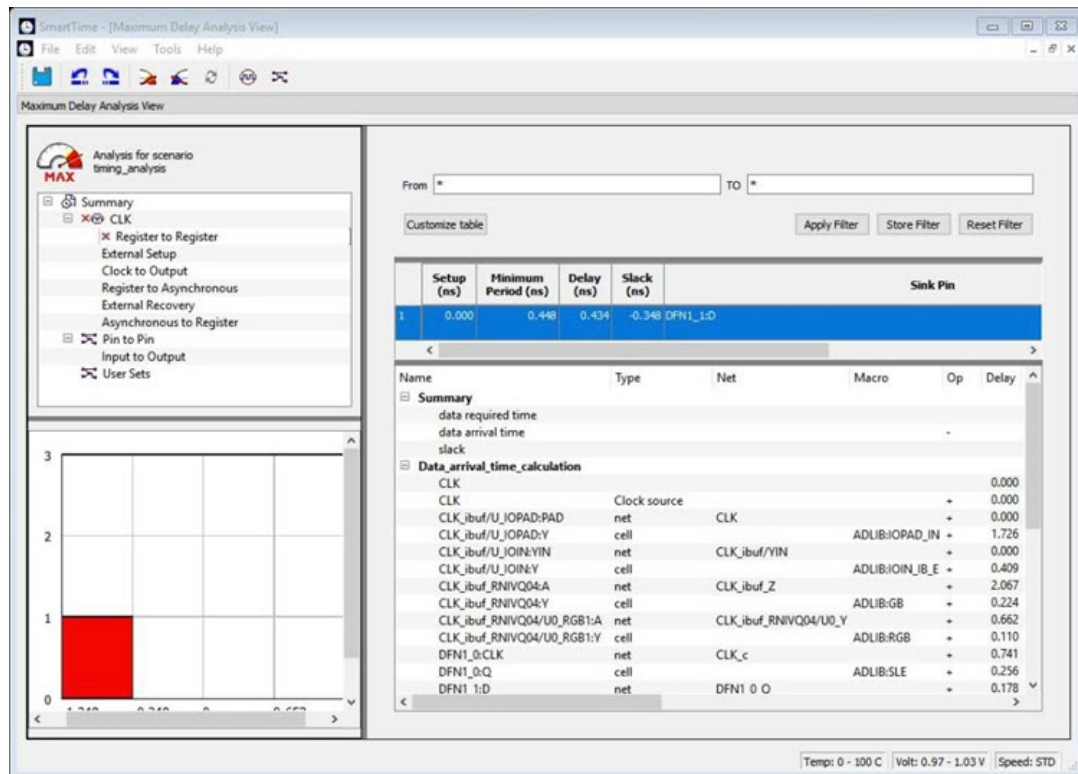 SmartTime - [Maximum Delay Analysis View]
File Edit View Tools Help
Maximum Delay Analysis View
MAX
Analysis for scenario
timing_analysis
Summary
CLK
Register to Register
External Setup
Clock to Output
Register to Asynchronous
External Recovery
Asynchronous to Register
Pin to Pin
Input to Output
User Sets
From * TO *
Customize table Apply Filter Store Filter Reset Filter
Setup (ns) Minimum Period (ns) Delay (ns) Slack (ns) Sink Pin
1 0.000 0.448 0.434 -0.348 DFN1_1:D
Name Type Net Macro Op Delay
Summary
data required time
data arrival time -
slack
Data_arrival_time_calculation
CLK 0.000
CLK Clock source + 0.000
CLK_ibuf/U_IOPAD:PAD net CLK + 0.000
CLK_ibuf/U_IOPAD:Y cell ADLIB:IOPAD_IN + 1.726
CLK_ibuf/U_IOIN:YIN net CLK_ibuf/YIN + 0.000
CLK_ibuf/U_IOIN:Y cell ADLIB:IOIN_IB_E + 0.409
CLK_ibuf_RNIVQ04:A net CLK_ibuf_Z + 2.067
CLK_ibuf_RNIVQ04:Y cell ADLIB:GB + 0.224
CLK_ibuf_RNIVQ04/U0_RGB1:A net CLK_ibuf_RNIVQ04/U0_Y + 0.662
CLK_ibuf_RNIVQ04/U0_RGB1:Y cell ADLIB:RGB + 0.110
DFN1_0:CLK net CLK_c + 0.741
DFN1_0:Q cell ADLIB:SLE + 0.256
DFN1_1:D net DFN1_0_Q + 0.178
3
2
1
0
Temp: 0 - 100 C Volt: 0.97 - 1.03 V Speed: STD